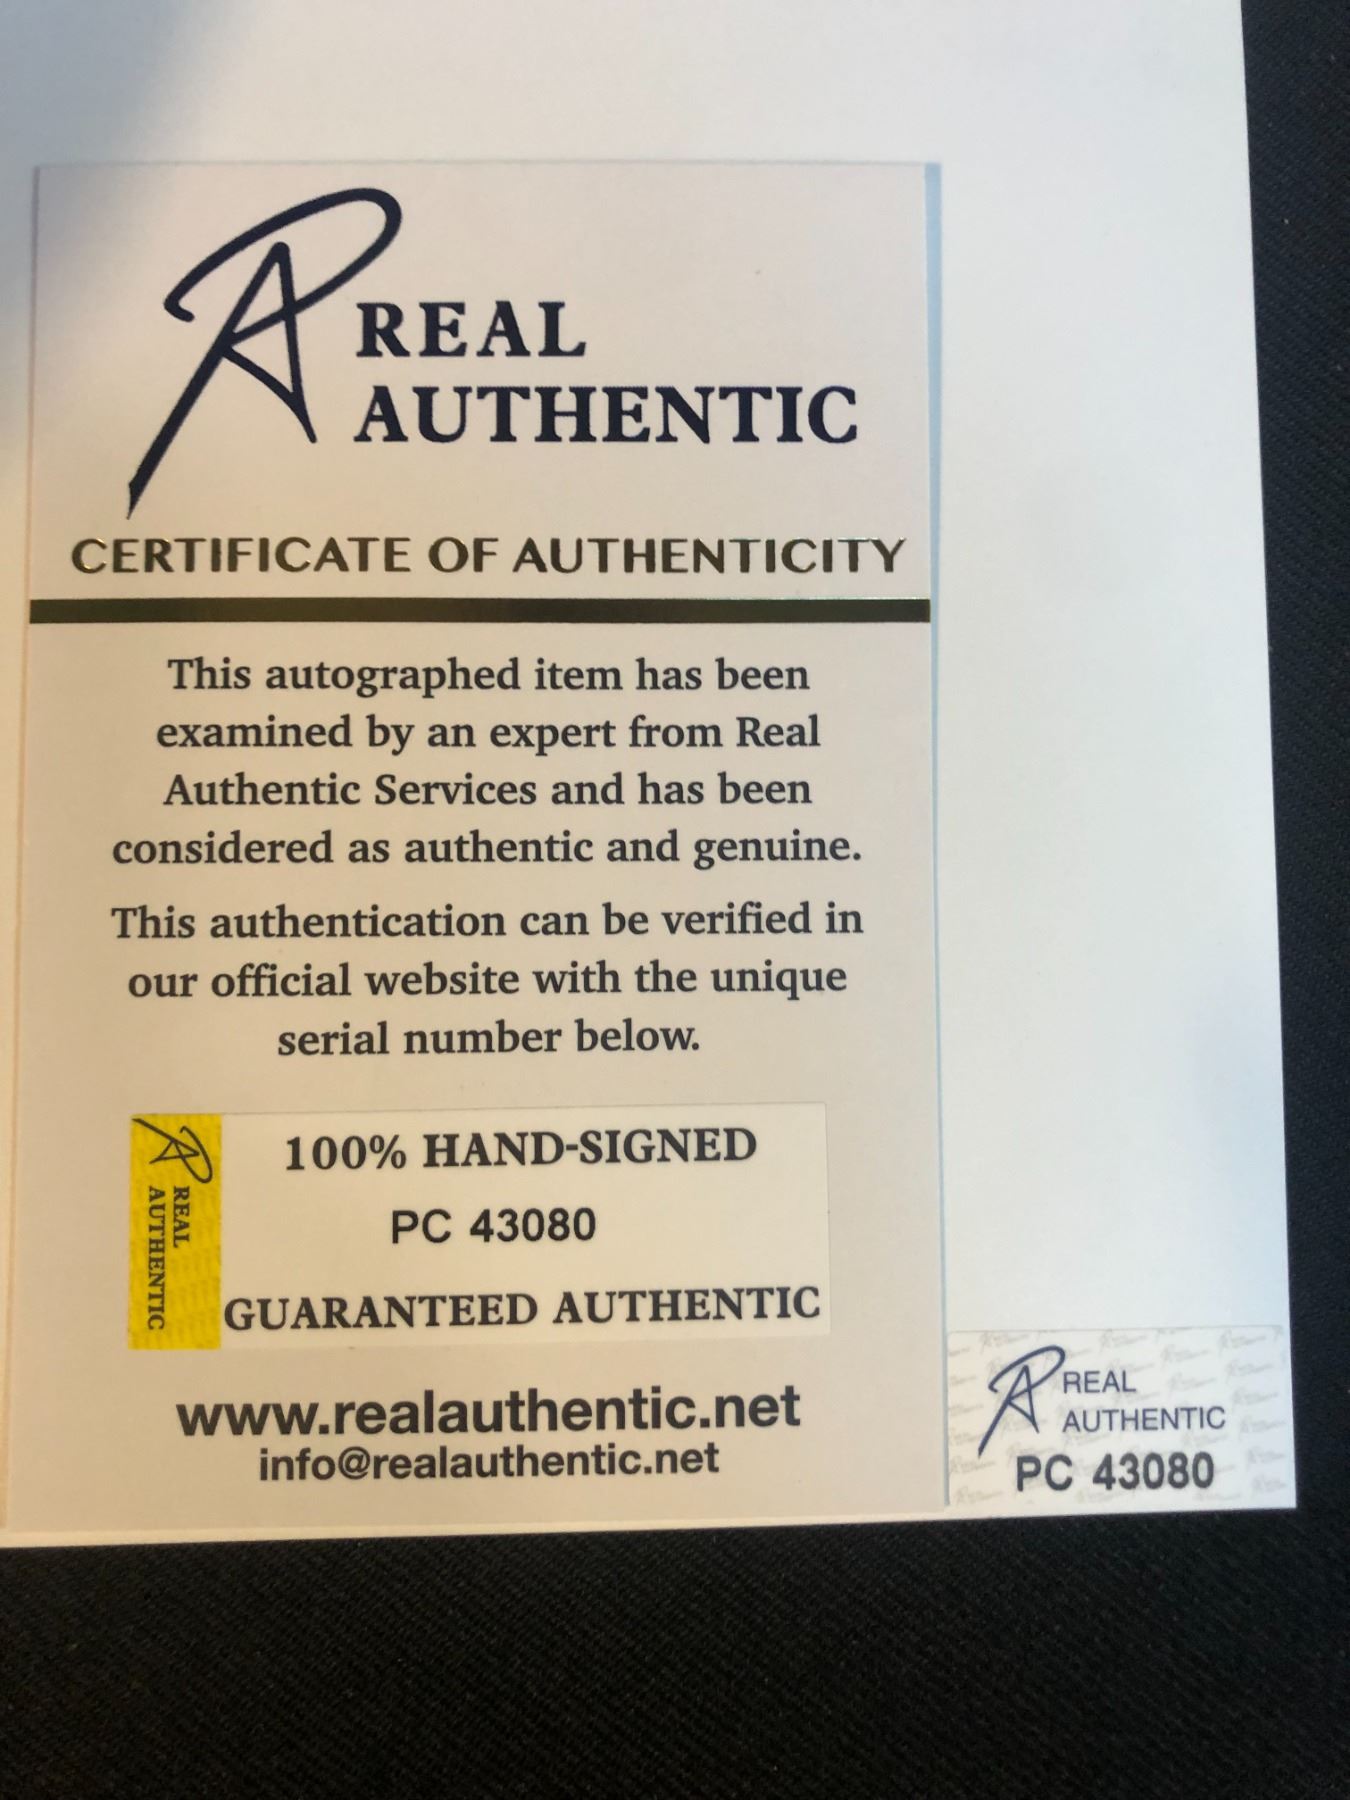 REAL
AUTHENTIC
CERTIFICATE OF AUTHENTICITY
This autographed item has been
examined by an expert from Real
Authentic Services and has been
considered as authentic and genuine.
This authentication can be verified in
our official website with the unique
serial number below.
REAL
AUTHENTIC
100% HAND-SIGNED
PC 43080
GUARANTEED AUTHENTIC
www.realauthentic.net
info@realauthentic.net
REAL
AUTHENTIC
PC 43080